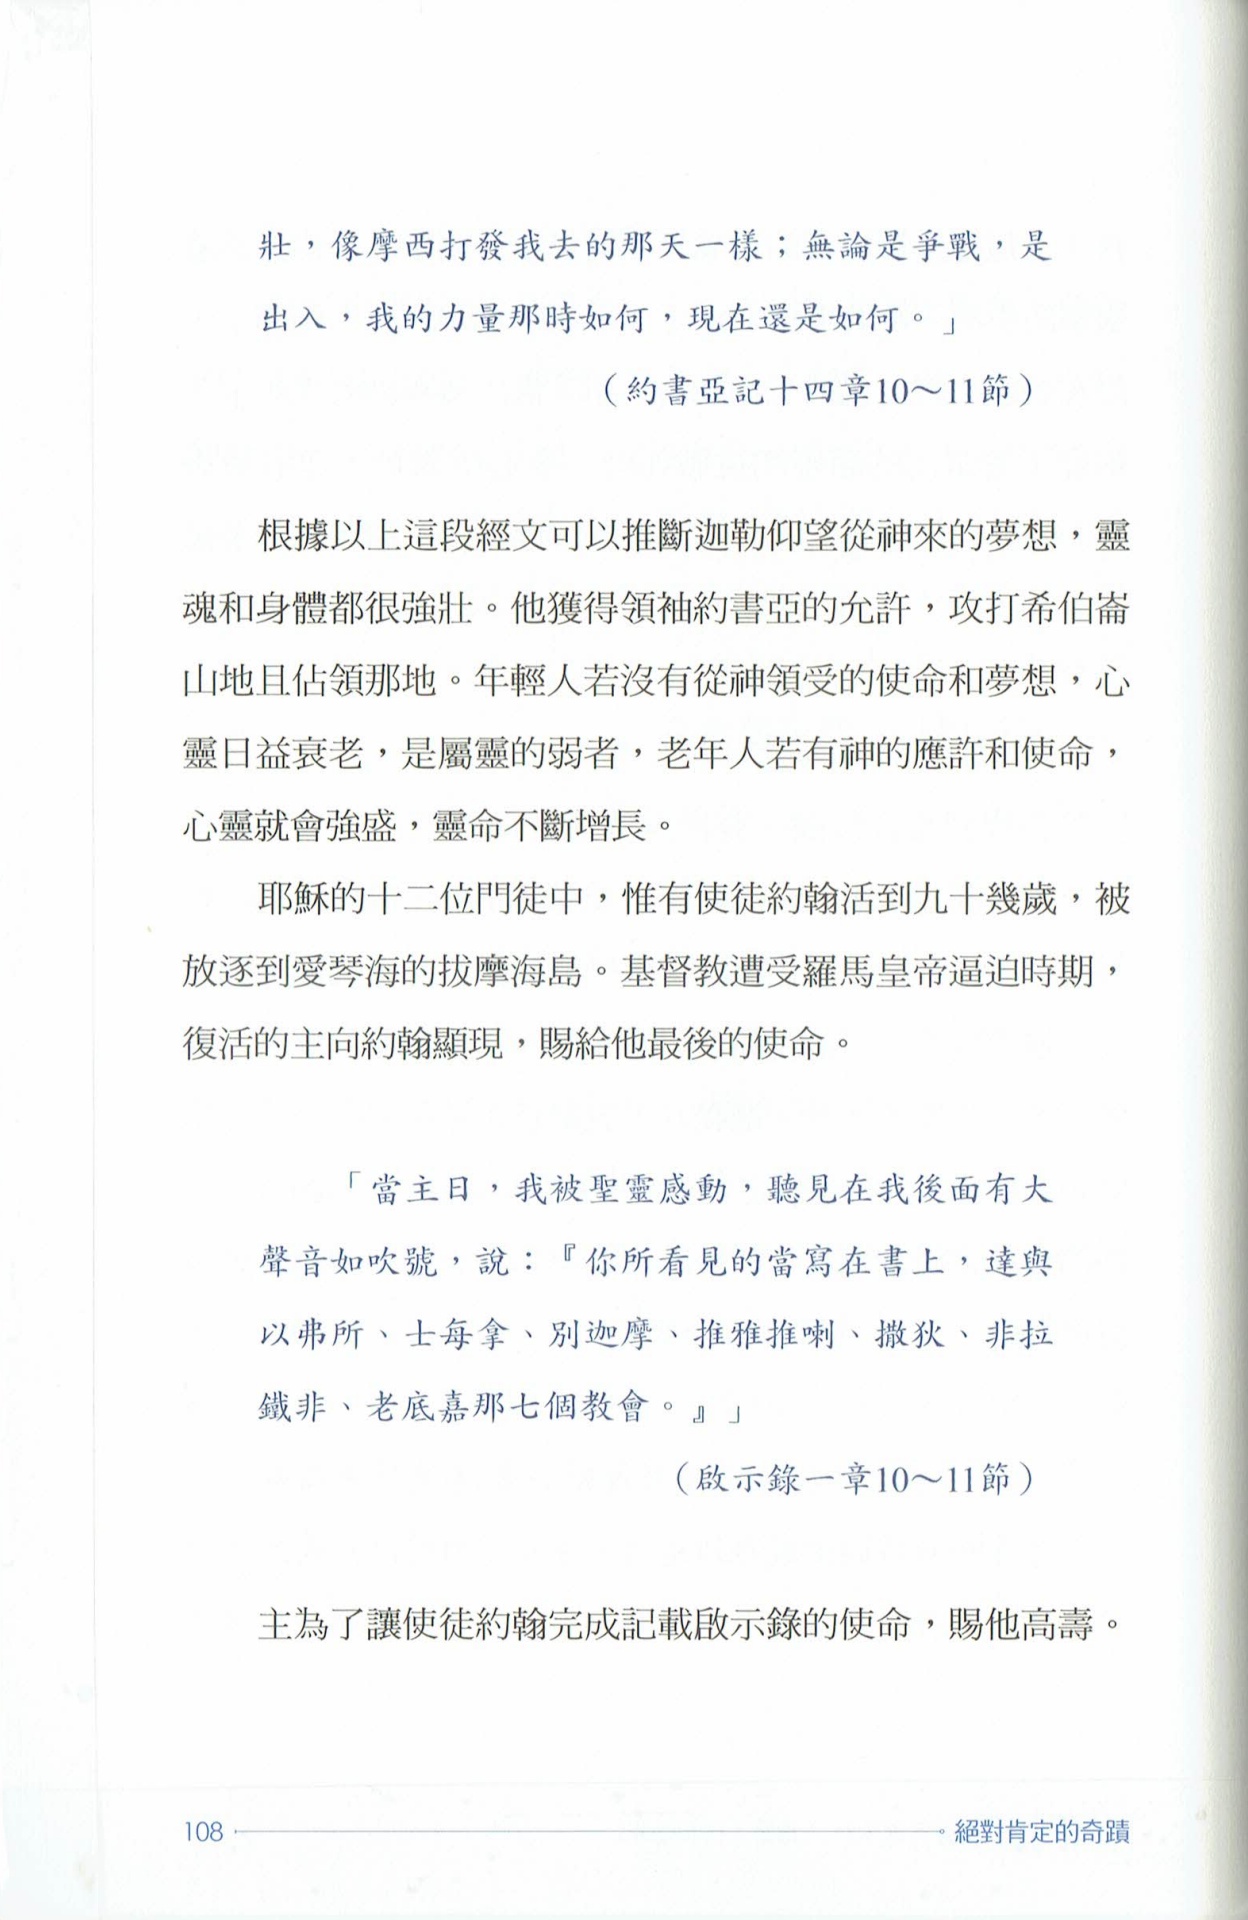 壯，像摩西打發我去的那天一樣；無論是爭戰，是
出入，我的力量那時如何，現在還是如何。」
（約書亞記十四章10～11節）
根據以上這段經文可以推斷迦勒仰望從神來的夢想，靈
魂和身體都很強壯。他獲得領袖約書亞的允許，攻打希伯崙
山地且佔領那地。年輕人若沒有從神領受的使命和夢想，心
靈日益衰老，是屬靈的弱者，老年人若有神的應許和使命，
心靈就會強盛，靈命不斷增長。
耶穌的十二位門徒中，惟有使徒約翰活到九十幾歲，被
放逐到愛琴海的拔摩海島。基督教遭受羅馬皇帝逼迫時期，
復活的主向約翰顯現，賜給他最後的使命。
「當主日，我被聖靈感動，聽見在我後面有大
聲音如吹號，說：『你所看見的當寫在書上，達與
以弗所、士每拿、別迦摩、推雅推喇、撒狄、非拉
鐵非、老底嘉那七個教會。』」
（啟示錄一章10～11節）
主為了讓使徒約翰完成記載啟示錄的使命，賜他高壽。
108 絕對肯定的奇蹟